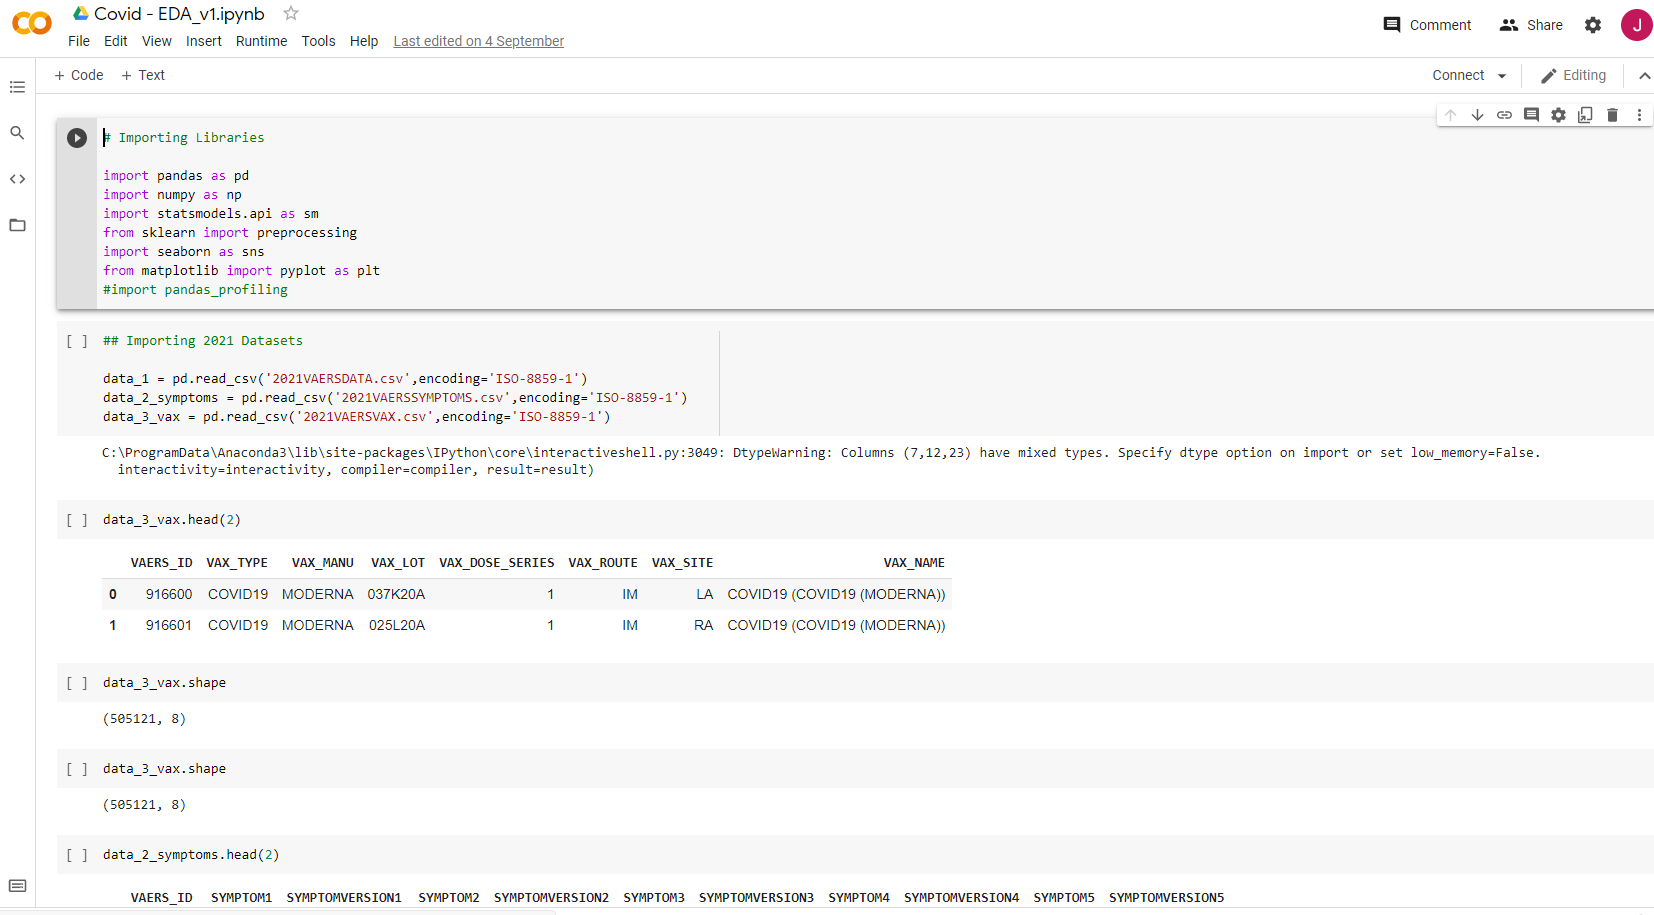 Covid - EDA_v1.ipynb
File Edit View Insert Runtime Tools Help Last edited on 4 September
Comment Share J
+ Code + Text
Connect Editing
# Importing Libraries
import pandas as pd
import numpy as np
import statsmodels.api as sm
from sklearn import preprocessing
import seaborn as sns
from matplotlib import pyplot as plt
#import pandas_profiling
[ ] ## Importing 2021 Datasets
data_1 = pd.read_csv('2021VAERSDATA.csv',encoding='ISO-8859-1')
data_2_symptoms = pd.read_csv('2021VAERSSYMPTOMS.csv',encoding='ISO-8859-1')
data_3_vax = pd.read_csv('2021VAERSVAX.csv',encoding='ISO-8859-1')
C:\ProgramData\Anaconda3\lib\site-packages\IPython\core\interactiveshell.py:3049: DtypeWarning: Columns (7,12,23) have mixed types. Specify dtype option on import or set low_memory=False.
interactivity=interactivity, compiler=compiler, result=result)
[ ] data_3_vax.head(2)
VAERS_ID VAX_TYPE VAX_MANU VAX_LOT VAX_DOSE_SERIES VAX_ROUTE VAX_SITE VAX_NAME
0 916600 COVID19 MODERNA 037K20A 1 IM LA COVID19 (COVID19 (MODERNA))
1 916601 COVID19 MODERNA 025L20A 1 IM RA COVID19 (COVID19 (MODERNA))
[ ] data_3_vax.shape
(505121, 8)
[ ] data_3_vax.shape
(505121, 8)
[ ] data_2_symptoms.head(2)
VAERS_ID SYMPTOM1 SYMPTOMVERSION1 SYMPTOM2 SYMPTOMVERSION2 SYMPTOM3 SYMPTOMVERSION3 SYMPTOM4 SYMPTOMVERSION4 SYMPTOM5 SYMPTOMVERSION5